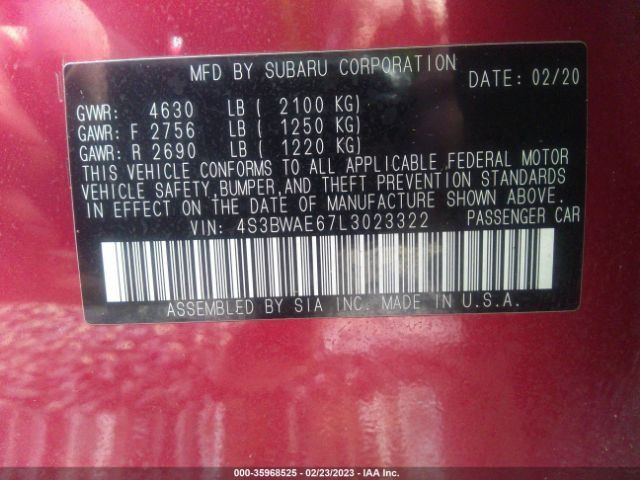 MFD BY SUBARU CORPORATION
DATE: 02/20
GVWR: 4630 LB ( 2100 KG)
GAWR: F 2756 LB ( 1250 KG)
GAWR: R 2690 LB ( 1220 KG)
THIS VEHICLE CONFORMS TO ALL APPLICABLE FEDERAL MOTOR
VEHICLE SAFETY,BUMPER,AND THEFT PREVENTION STANDARDS
IN EFFECT ON THE DATE OF MANUFACTURE SHOWN ABOVE.
VIN: 4S3BWAE67L3023322 PASSENGER CAR
ASSEMBLED BY SIA INC. MADE IN U.S.A.
000-35968525 - 02/23/2023 - IAA Inc.